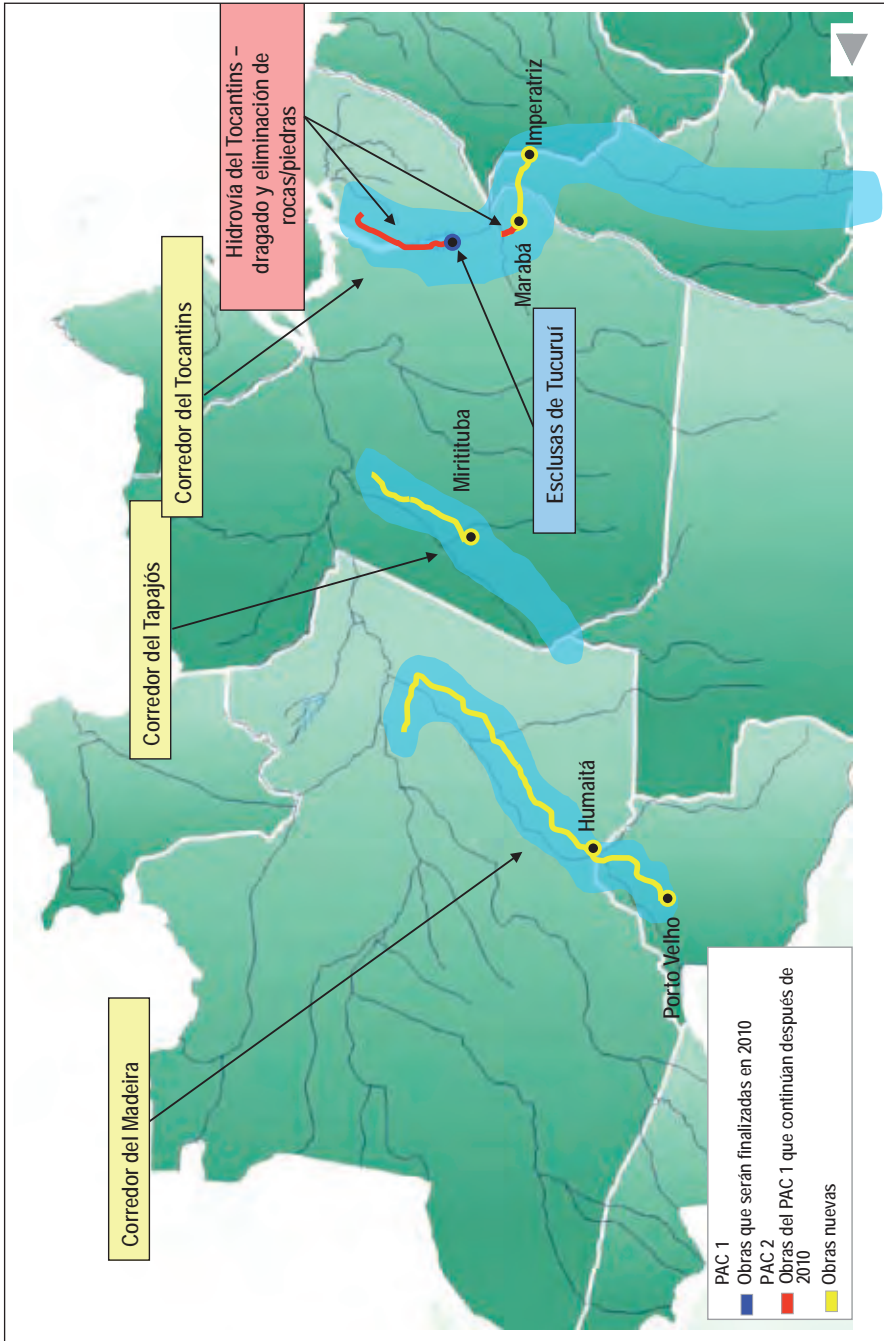 Corredor del Madeira
Corredor del Tapajós
Corredor del Tocantins
Hidrovía del Tocantins –
dragado y eliminación de
rocas/piedras
Imperatriz
Marabá
Miritituba
Esclusas de Tucuruí
Humaitá
Porto Velho
PAC 1
Obras que serán finalizadas en 2010
PAC 2
Obras del PAC 1 que continúan después de
2010
Obras nuevas